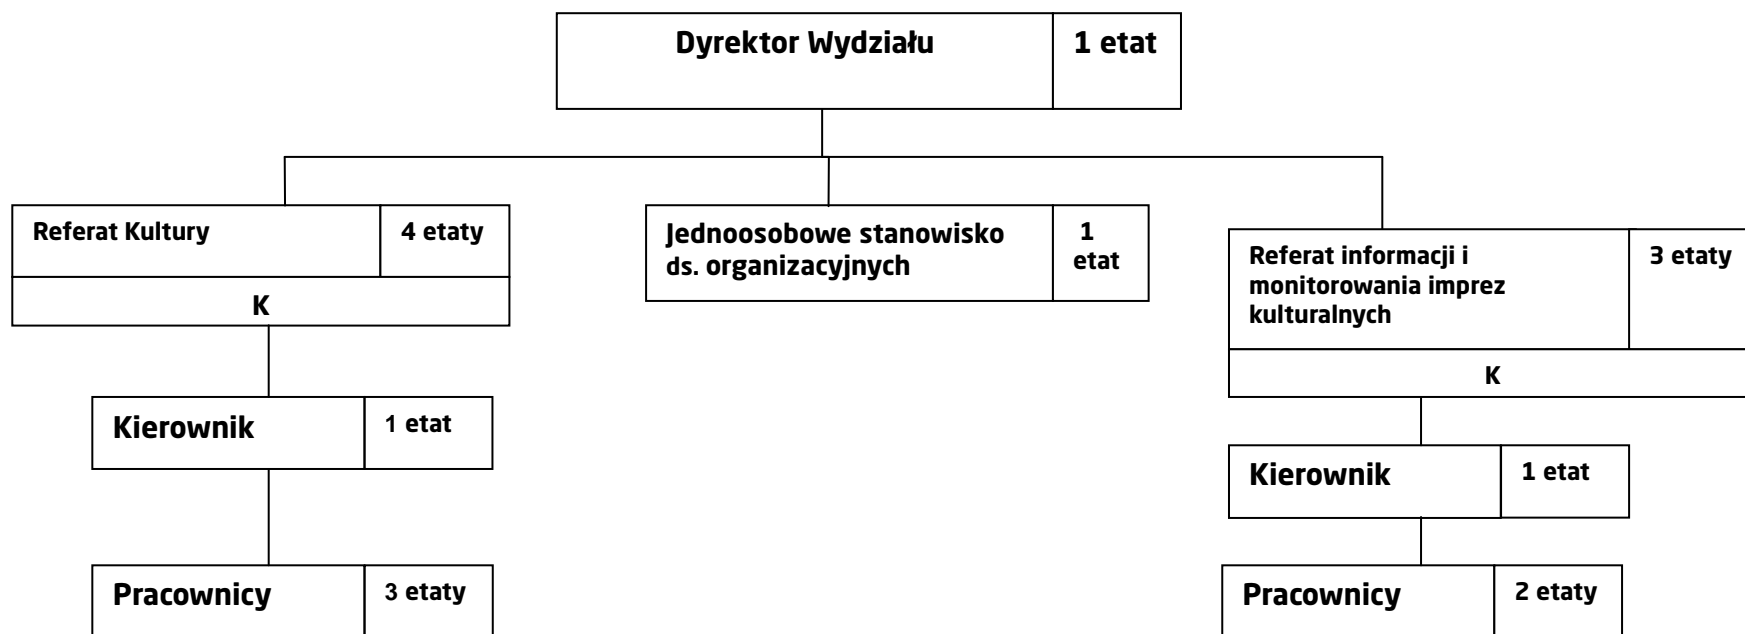 Dyrektor Wydziału
1 etat
Referat Kultury
4 etaty
K
Kierownik
1 etat
Pracownicy
3 etaty
Jednoosobowe stanowisko
ds. organizacyjnych
1
etat
Referat informacji i
monitorowania imprez
kulturalnych
3 etaty
K
Kierownik
1 etat
Pracownicy
2 etaty